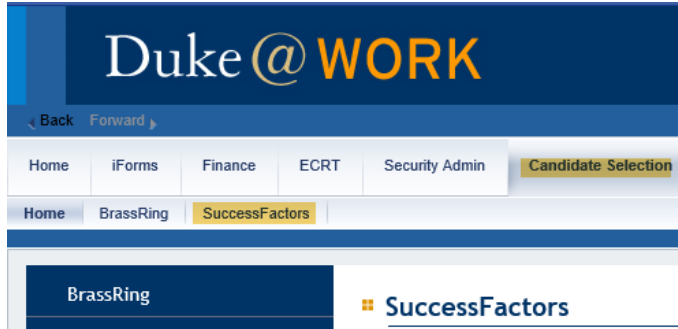 Duke@WORK
Back Forward
Home iForms Finance ECRT Security Admin Candidate Selection
Home BrassRing SuccessFactors
BrassRing
SuccessFactors